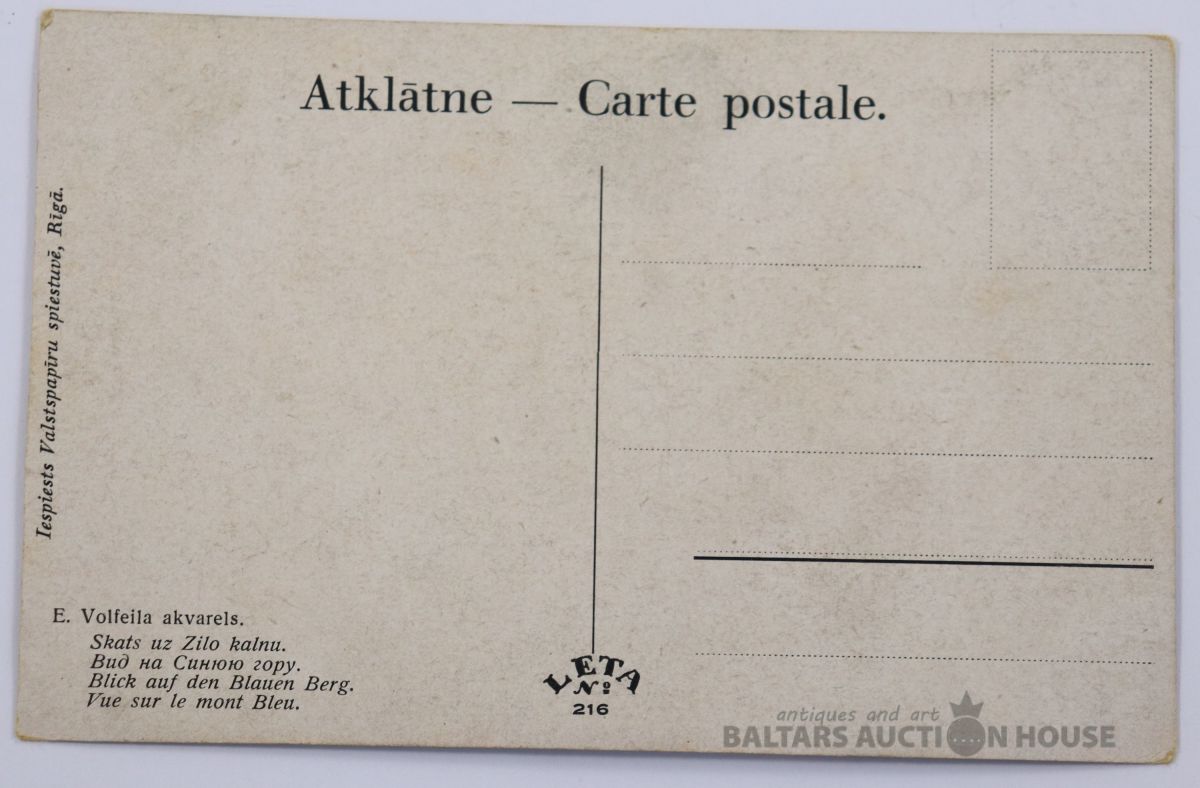 Atklātne — Carte postale.
Iespiests Valstspapīru spiestuvē, Rīgā.
E. Volfeila akvarels.
Skats uz Zilo kalnu.
Вид на Синюю гору.
Blick auf den Blauen Berg.
Vue sur le mont Bleu.
LETA
№
216
antiques and art
BALTARS AUCTION HOUSE